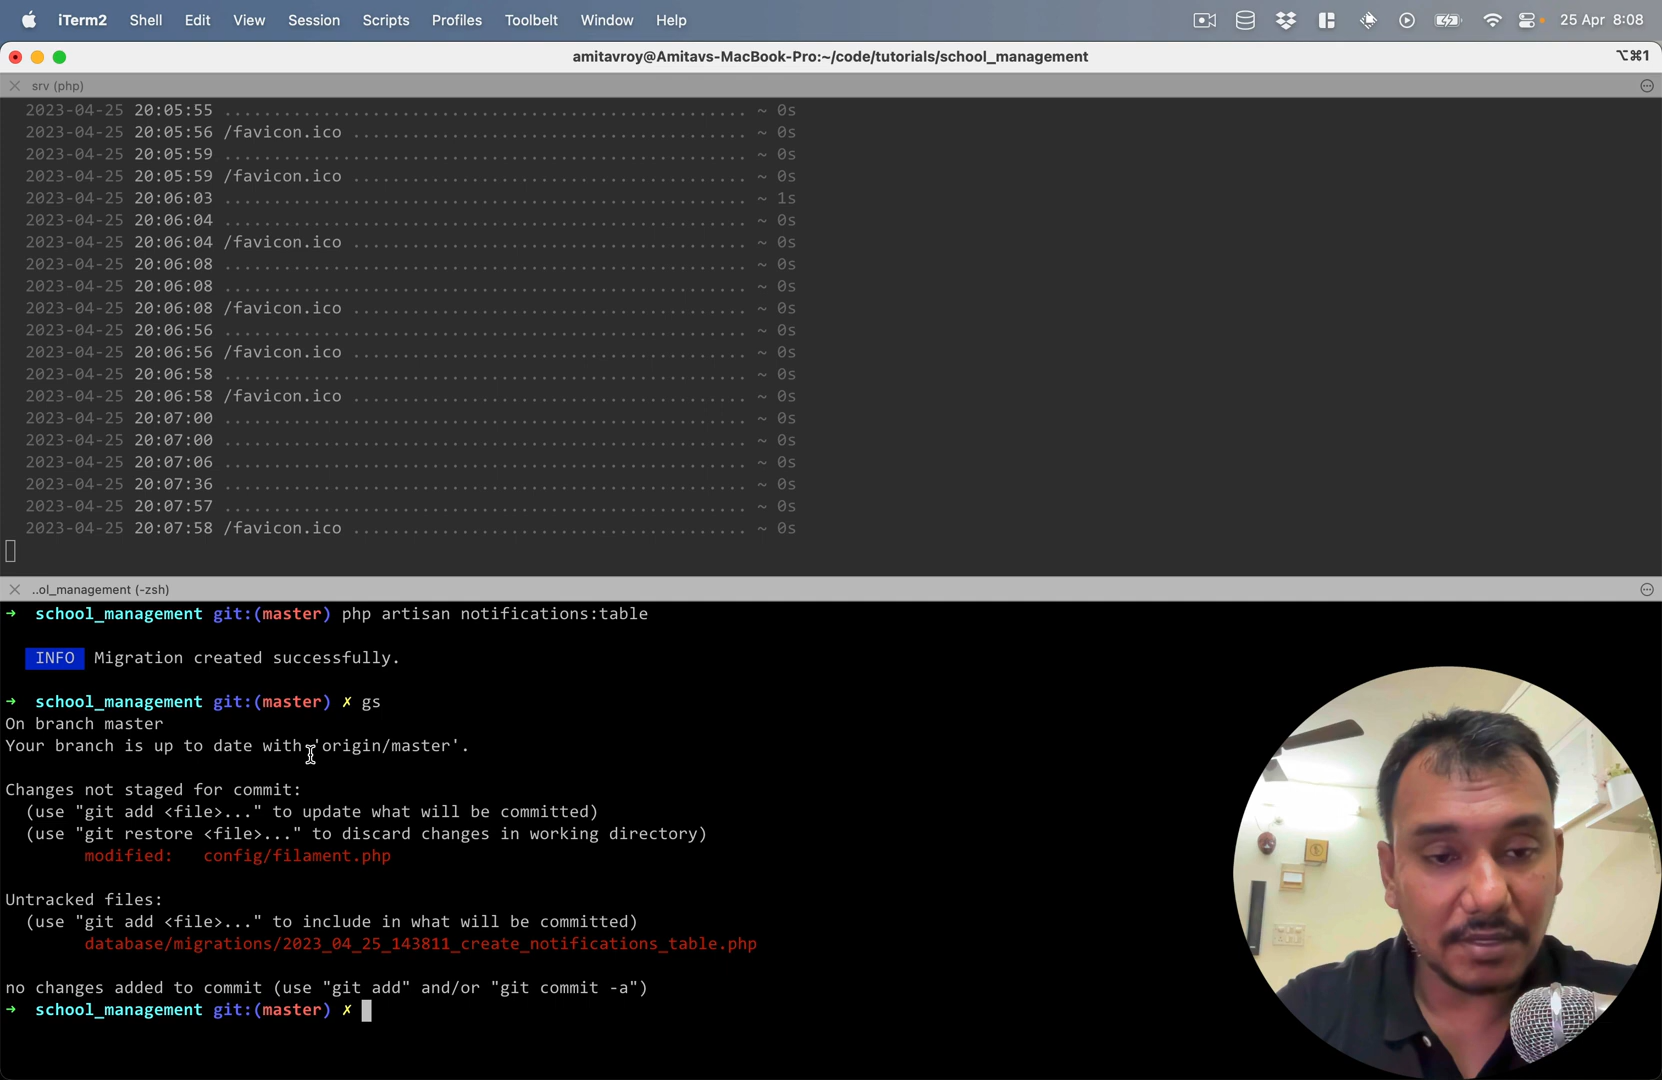 iTerm2 Shell Edit View Session Scripts Profiles Toolbelt Window Help 25 Apr 8:08
amitavroy@Amitavs-MacBook-Pro:~/code/tutorials/school_management ⌥⌘1
srv (php)
2023-04-25 20:05:55 ..................................................... ~ 0s
2023-04-25 20:05:56 /favicon.ico ........................................ ~ 0s
2023-04-25 20:05:59 ..................................................... ~ 0s
2023-04-25 20:05:59 /favicon.ico ........................................ ~ 0s
2023-04-25 20:06:03 ..................................................... ~ 1s
2023-04-25 20:06:04 ..................................................... ~ 0s
2023-04-25 20:06:04 /favicon.ico ........................................ ~ 0s
2023-04-25 20:06:08 ..................................................... ~ 0s
2023-04-25 20:06:08 ..................................................... ~ 0s
2023-04-25 20:06:08 /favicon.ico ........................................ ~ 0s
2023-04-25 20:06:56 ..................................................... ~ 0s
2023-04-25 20:06:56 /favicon.ico ........................................ ~ 0s
2023-04-25 20:06:58 ..................................................... ~ 0s
2023-04-25 20:06:58 /favicon.ico ........................................ ~ 0s
2023-04-25 20:07:00 ..................................................... ~ 0s
2023-04-25 20:07:00 ..................................................... ~ 0s
2023-04-25 20:07:06 ..................................................... ~ 0s
2023-04-25 20:07:36 ..................................................... ~ 0s
2023-04-25 20:07:57 ..................................................... ~ 0s
2023-04-25 20:07:58 /favicon.ico ........................................ ~ 0s
..ol_management (-zsh)
➜ school_management git:(master) php artisan notifications:table
INFO Migration created successfully.
➜ school_management git:(master) ✗ gs
On branch master
Your branch is up to date with 'origin/master'.
Changes not staged for commit:
(use "git add <file>..." to update what will be committed)
(use "git restore <file>..." to discard changes in working directory)
modified: config/filament.php
Untracked files:
(use "git add <file>..." to include in what will be committed)
database/migrations/2023_04_25_143811_create_notifications_table.php
no changes added to commit (use "git add" and/or "git commit -a")
➜ school_management git:(master) ✗